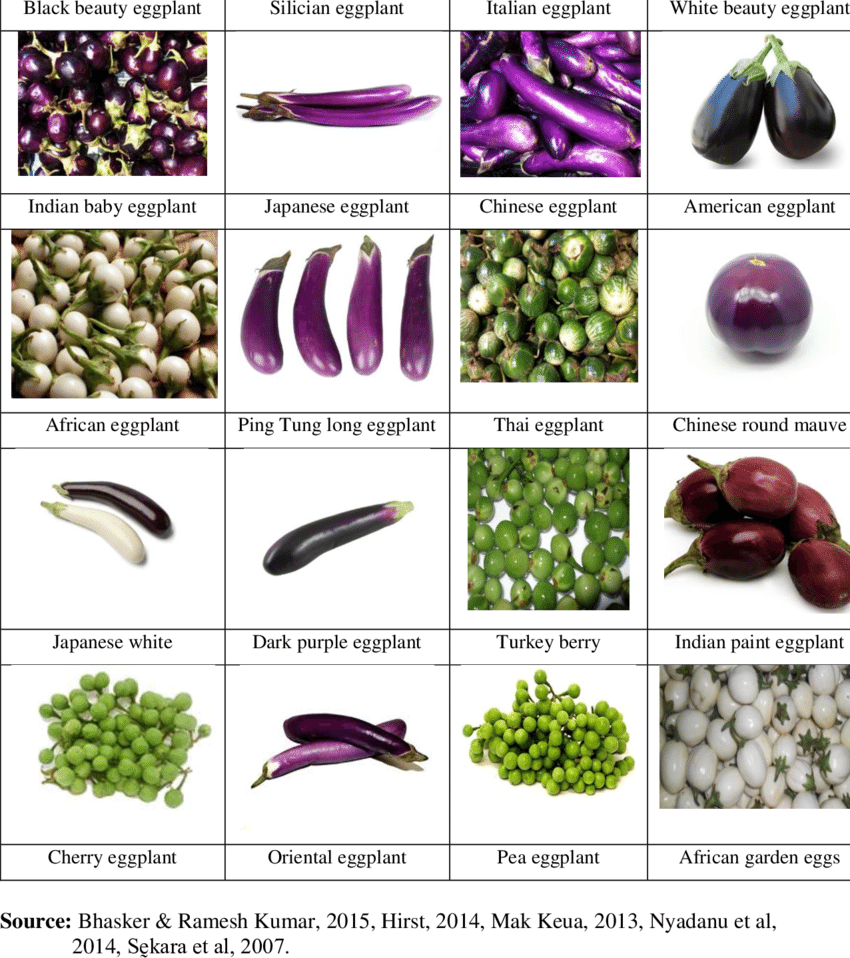 Black beauty eggplant
Silician eggplant
Italian eggplant
White beauty eggplant
Indian baby eggplant
Japanese eggplant
Chinese eggplant
American eggplant
African eggplant
Ping Tung long eggplant
Thai eggplant
Chinese round mauve
Japanese white
Dark purple eggplant
Turkey berry
Indian paint eggplant
Cherry eggplant
Oriental eggplant
Pea eggplant
African garden eggs
Source: Bhasker & Ramesh Kumar, 2015, Hirst, 2014, Mak Keua, 2013, Nyadanu et al,
2014, Sękara et al, 2007.